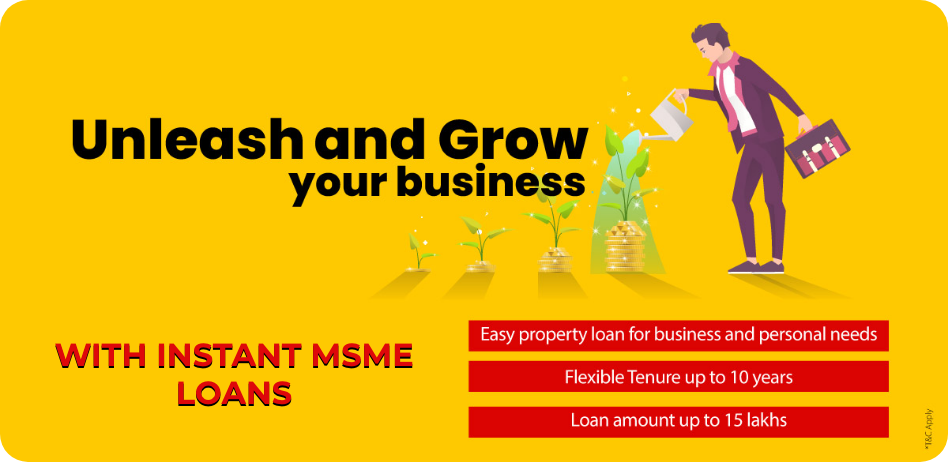 Unleash and Grow
your business
WITH INSTANT MSME
LOANS
Easy property loan for business and personal needs
Flexible Tenure up to 10 years
Loan amount up to 15 lakhs
*T&C Apply